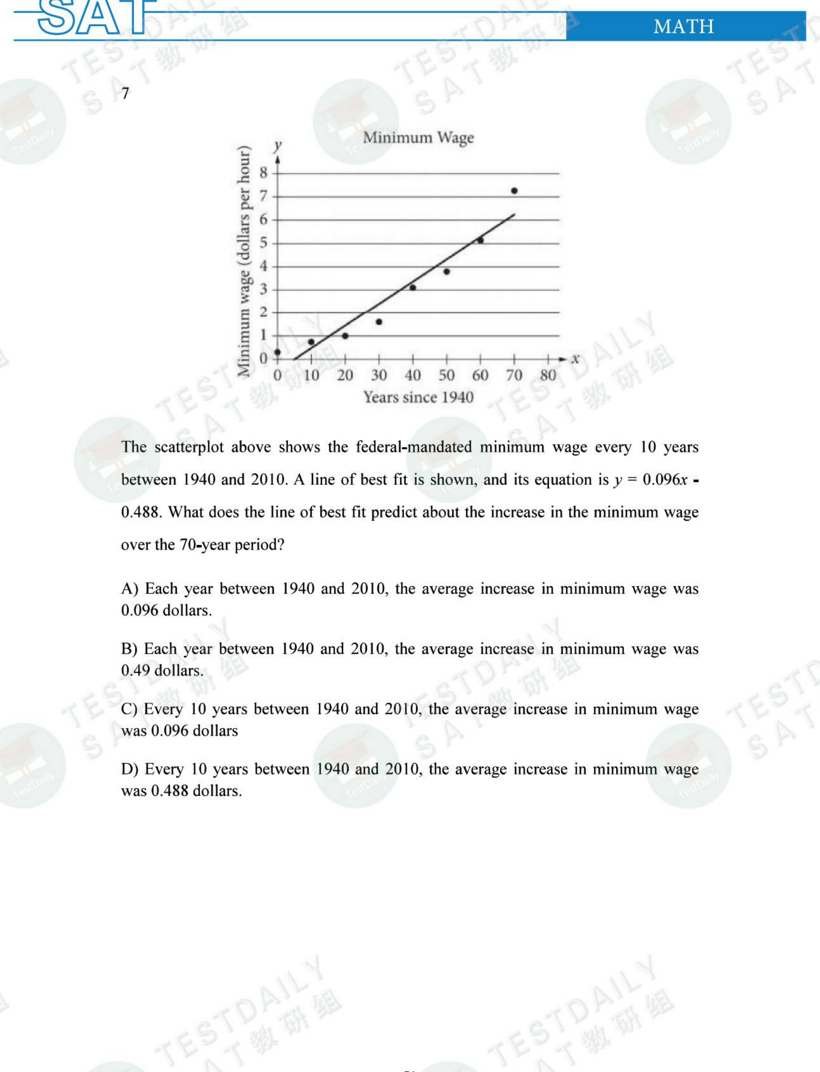 SAT
MATH
7
Minimum Wage
y
Minimum wage (dollars per hour)
8
7
6
5
4
3
2
1
0
x
0 10 20 30 40 50 60 70 80
Years since 1940
The scatterplot above shows the federal-mandated minimum wage every 10 years
between 1940 and 2010. A line of best fit is shown, and its equation is y = 0.096x -
0.488. What does the line of best fit predict about the increase in the minimum wage
over the 70-year period?
A) Each year between 1940 and 2010, the average increase in minimum wage was
0.096 dollars.
B) Each year between 1940 and 2010, the average increase in minimum wage was
0.49 dollars.
C) Every 10 years between 1940 and 2010, the average increase in minimum wage
was 0.096 dollars
D) Every 10 years between 1940 and 2010, the average increase in minimum wage
was 0.488 dollars.
TESTDAILY
SAT教研组
TestDaily